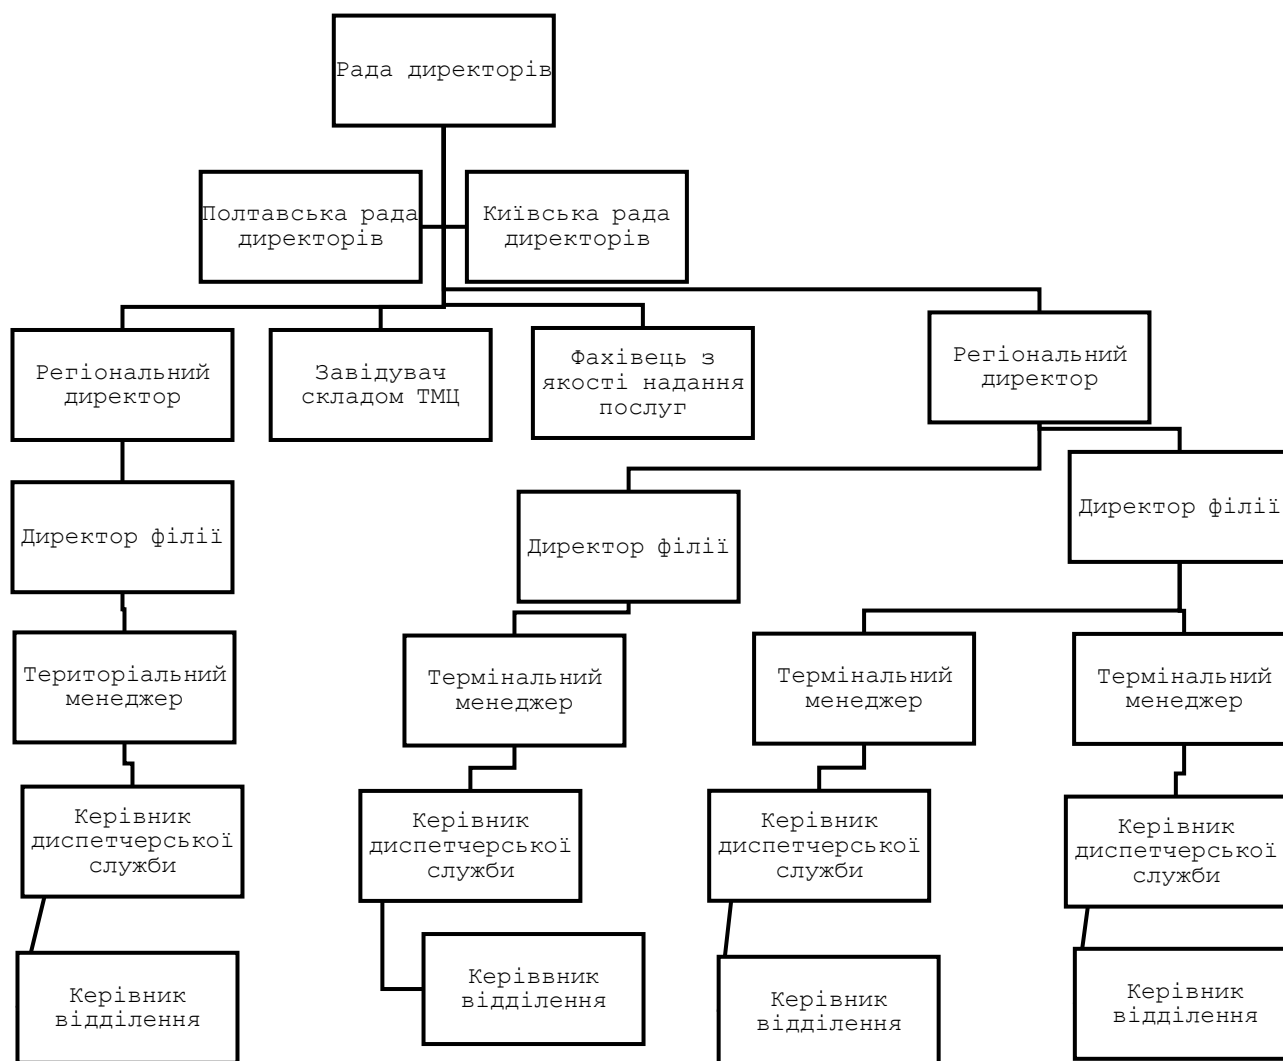 Рада директорів
Полтавська рада
директорів
Київська рада
директорів
Регіональний
директор
Завідувач
складом ТМЦ
Фахівець з
якості надання
послуг
Регіональний
директор
Директор філії
Директор філії
Директор філії
Територіальний
менеджер
Термінальний
менеджер
Термінальний
менеджер
Термінальний
менеджер
Керівник
диспетчерської
служби
Керівник
диспетчерської
служби
Керівник
диспетчерської
служби
Керівник
диспетчерської
служби
Керівник
відділення
Керіввник
відділення
Керівник
відділення
Керівник
відділення